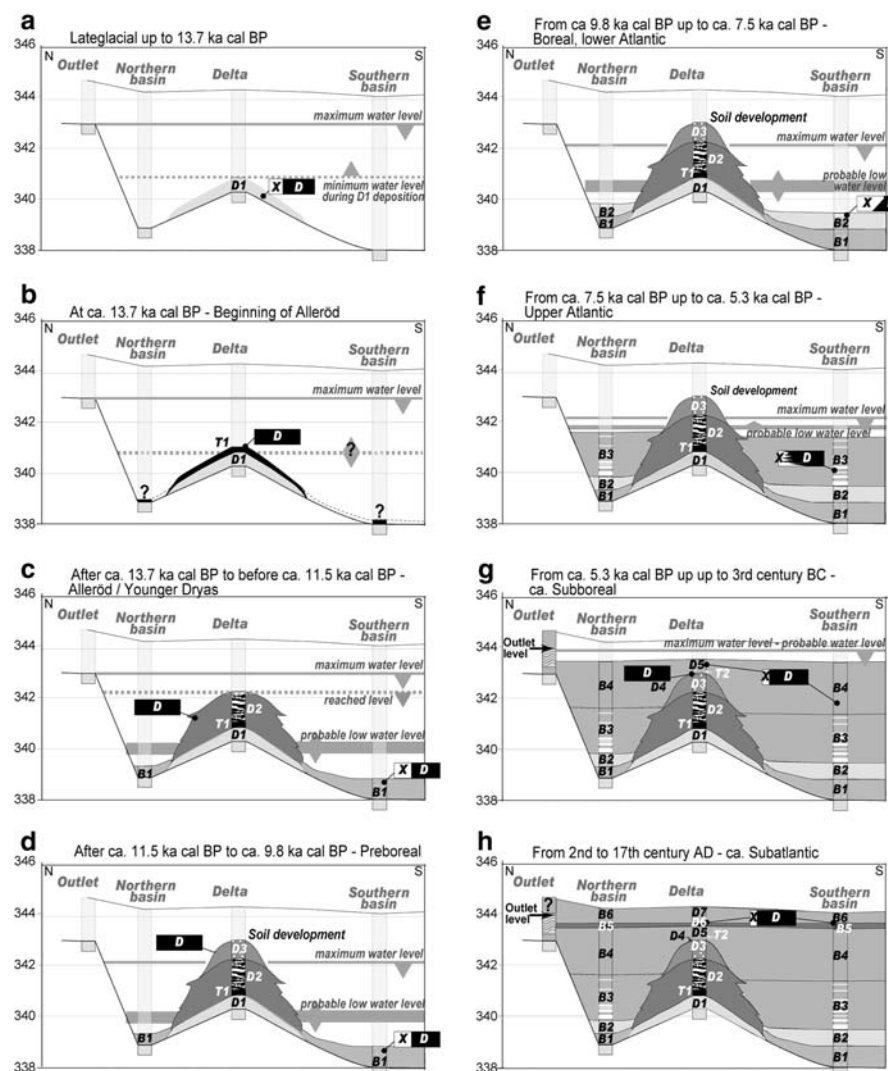 a
Lateglacial up to 13.7 ka cal BP
346
N
S
Outlet
Northern basin
Delta
Southern basin
344
maximum water level
342
D1
X D
minimum water level
during D1 deposition
340
338
b
At ca. 13.7 ka cal BP - Beginning of Alleröd
346
N
S
Outlet
Northern basin
Delta
Southern basin
344
maximum water level
342
T1
D
?
D1
340
?
?
338
c
After ca. 13.7 ka cal BP to before ca. 11.5 ka cal BP -
Alleröd / Younger Dryas
346
N
S
Outlet
Northern basin
Delta
Southern basin
344
maximum water level
reached level
342
D
D2
T1
probable low water level
D1
340
B1
X D
B1
338
d
After ca. 11.5 ka cal BP to ca. 9.8 ka cal BP - Preboreal
346
N
S
Outlet
Northern basin
Delta
Southern basin
344
D
Soil development
D3
maximum water level
342
D2
T1
probable low water level
D1
340
B1
X D
B1
338
e
From ca 9.8 ka cal BP up to ca. 7.5 ka cal BP -
Boreal, lower Atlantic
346
N
S
Outlet
Northern basin
Delta
Southern basin
344
Soil development
D3
maximum water level
342
D2
T1
probable low
water level
D1
340
X
B2
B2
B1
B1
338
f
From ca. 7.5 ka cal BP up to ca. 5.3 ka cal BP -
Upper Atlantic
346
N
S
Outlet
Northern basin
Delta
Southern basin
344
Soil development
D3
maximum water level
342
D2
T1
probable low water level
B3
X D
B3
D1
340
B2
B2
B1
B1
338
g
From ca. 5.3 ka cal BP up up to 3rd century BC -
ca. Subboreal
346
N
S
Outlet
Northern basin
Delta
Southern basin
Outlet
level
344
maximum water level - probable water level
D5
D
T2
X D
D4
D3
B4
B4
342
D2
T1
B3
B3
D1
340
B2
B2
B1
B1
338
h
From 2nd to 17th century AD - ca. Subatlantic
346
N
S
Outlet
Northern basin
Delta
Southern basin
?
Outlet
level
344
B6
D7
X D
B6
D6
B5
B5
D4
D5
T2
D3
B4
B4
342
D2
T1
B3
B3
D1
340
B2
B2
B1
B1
338